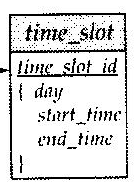 time_slot
time_slot_id
{ day
start_time
end_time
}